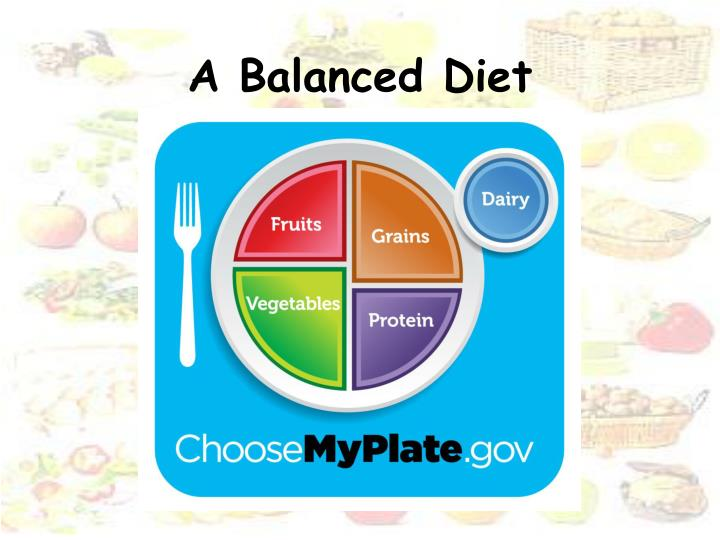 A Balanced Diet
Fruits
Grains
Dairy
Vegetables
Protein
ChooseMyPlate.gov